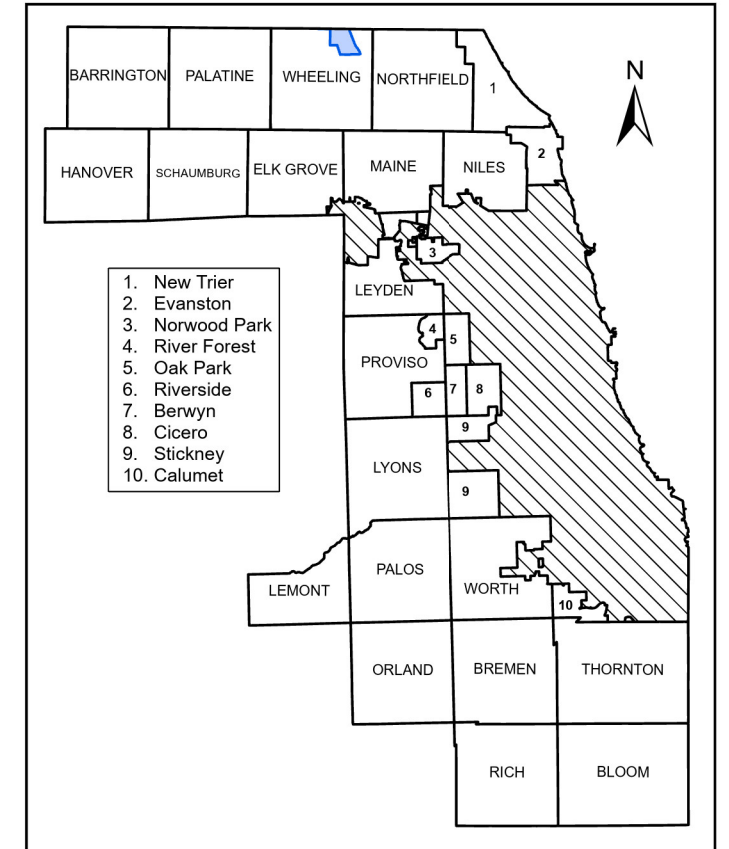 N
BARRINGTON
PALATINE
WHEELING
NORTHFIELD
1
HANOVER
SCHAUMBURG
ELK GROVE
MAINE
NILES
2
3
LEYDEN
1. New Trier
2. Evanston
3. Norwood Park
4. River Forest
5. Oak Park
6. Riverside
7. Berwyn
8. Cicero
9. Stickney
10. Calumet
4
5
PROVISO
6
7
8
9
LYONS
9
PALOS
LEMONT
WORTH
10
ORLAND
BREMEN
THORNTON
RICH
BLOOM